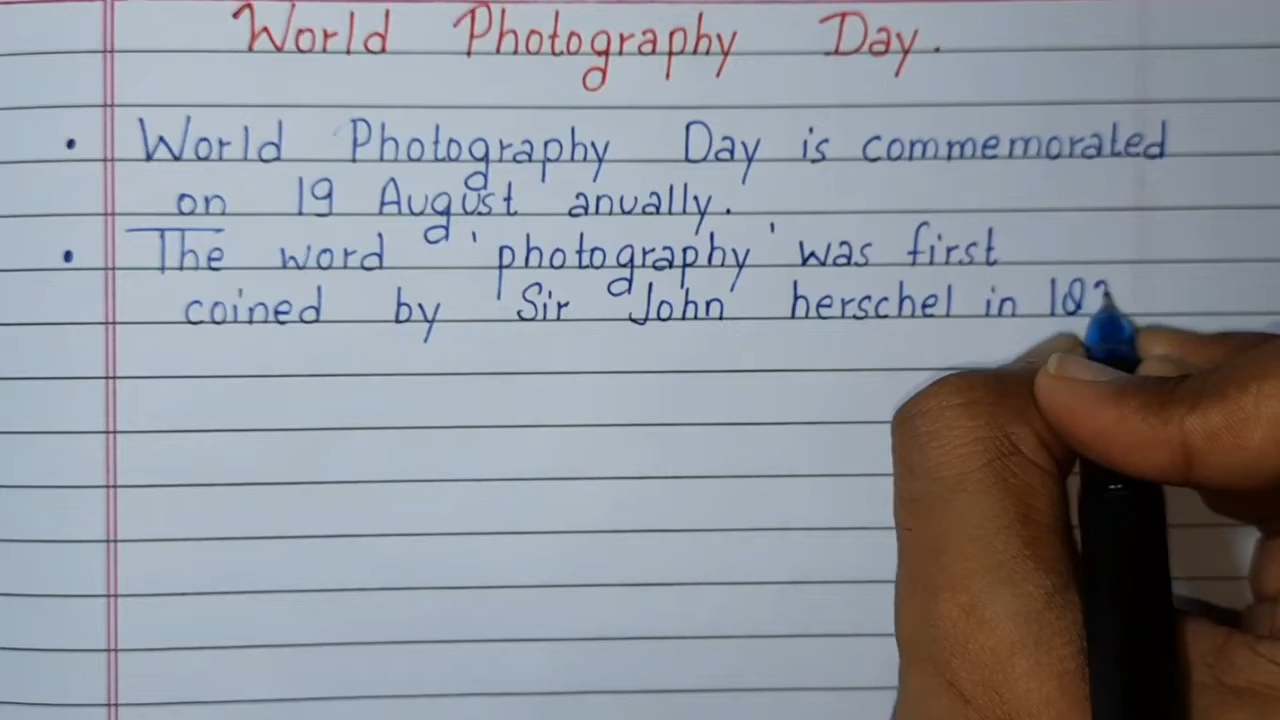 World Photography Day.
• World Photography Day is commemorated
on 19 August anually.
• The word 'photography' was first
coined by Sir John herschel in 183